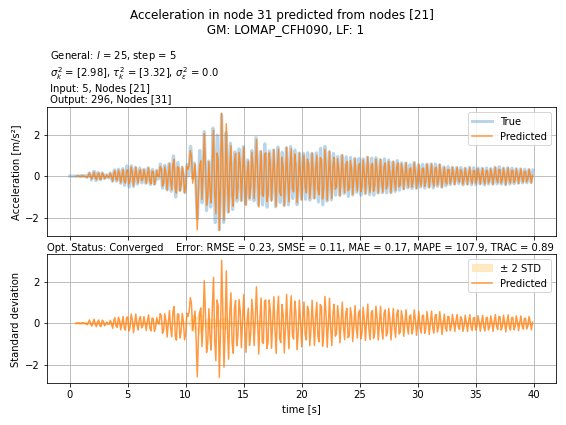 Acceleration in node 31 predicted from nodes [21]
GM: LOMAP_CFH090, LF: 1
General: l = 25, step = 5
σ²ₖ = [2.98], τ²ₖ = [3.32], σ²ε = 0.0
Input: 5, Nodes [21]
Output: 296, Nodes [31]
Acceleration [m/s²]
2
0
−2
True
Predicted
Opt. Status: Converged Error: RMSE = 0.23, SMSE = 0.11, MAE = 0.17, MAPE = 107.9, TRAC = 0.89
Standard deviation
2
0
−2
± 2 STD
Predicted
0 5 10 15 20 25 30 35 40
time [s]